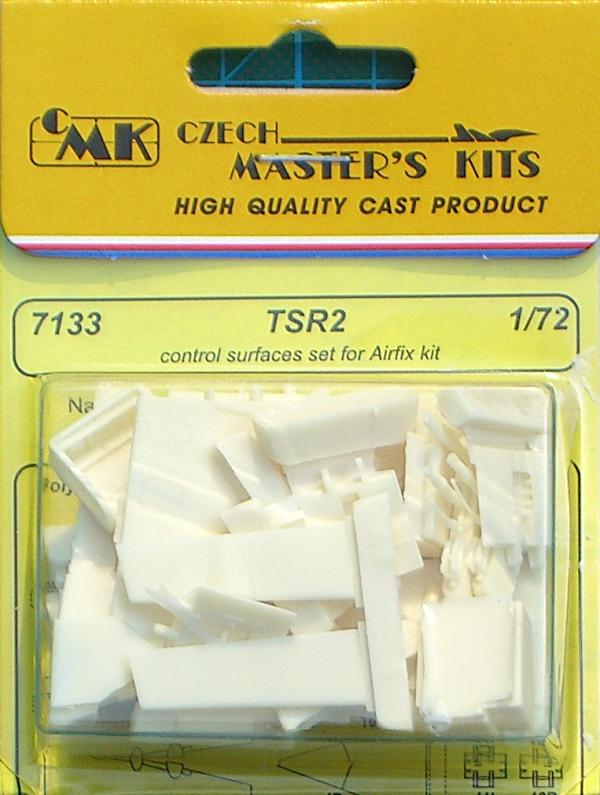 CMK
CZECH
MASTER'S KITS
HIGH QUALITY CAST PRODUCT
7133 TSR2 1/72
control surfaces set for Airfix kit